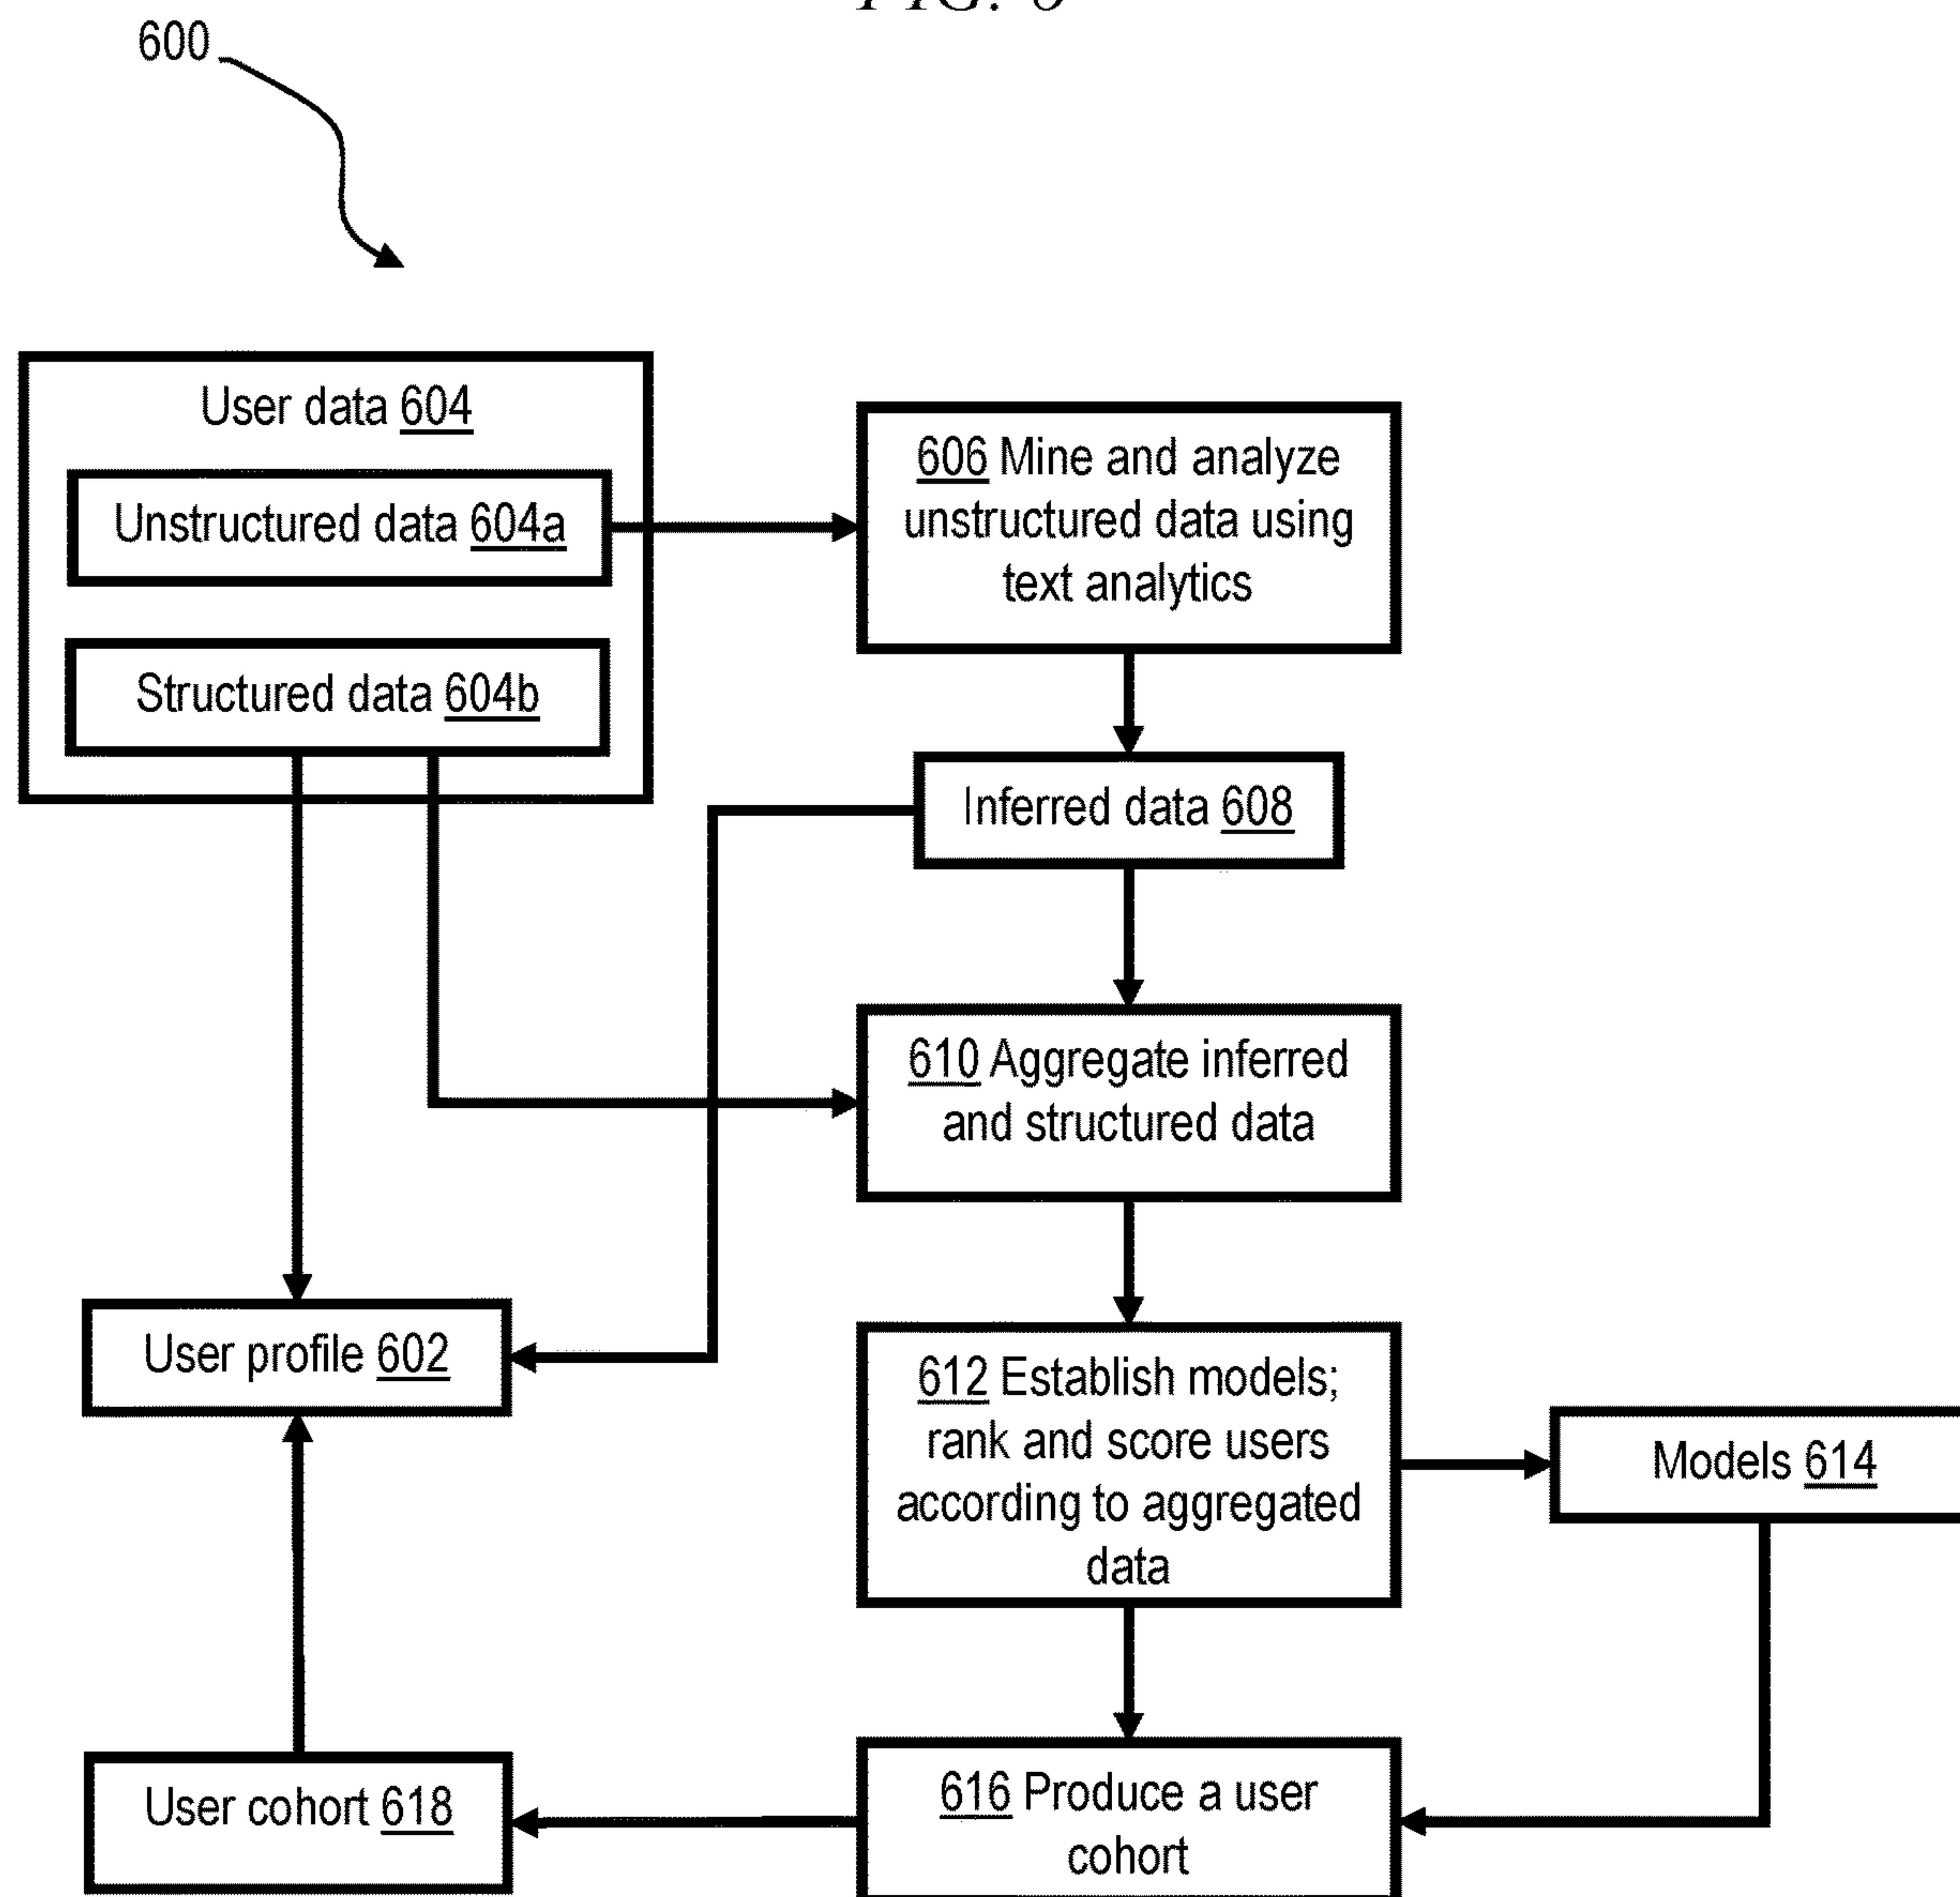 600
User data 604
Unstructured data 604a
Structured data 604b
606 Mine and analyze
unstructured data using
text analytics
Inferred data 608
610 Aggregate inferred
and structured data
User profile 602
612 Establish models;
rank and score users
according to aggregated
data
Models 614
User cohort 618
616 Produce a user
cohort